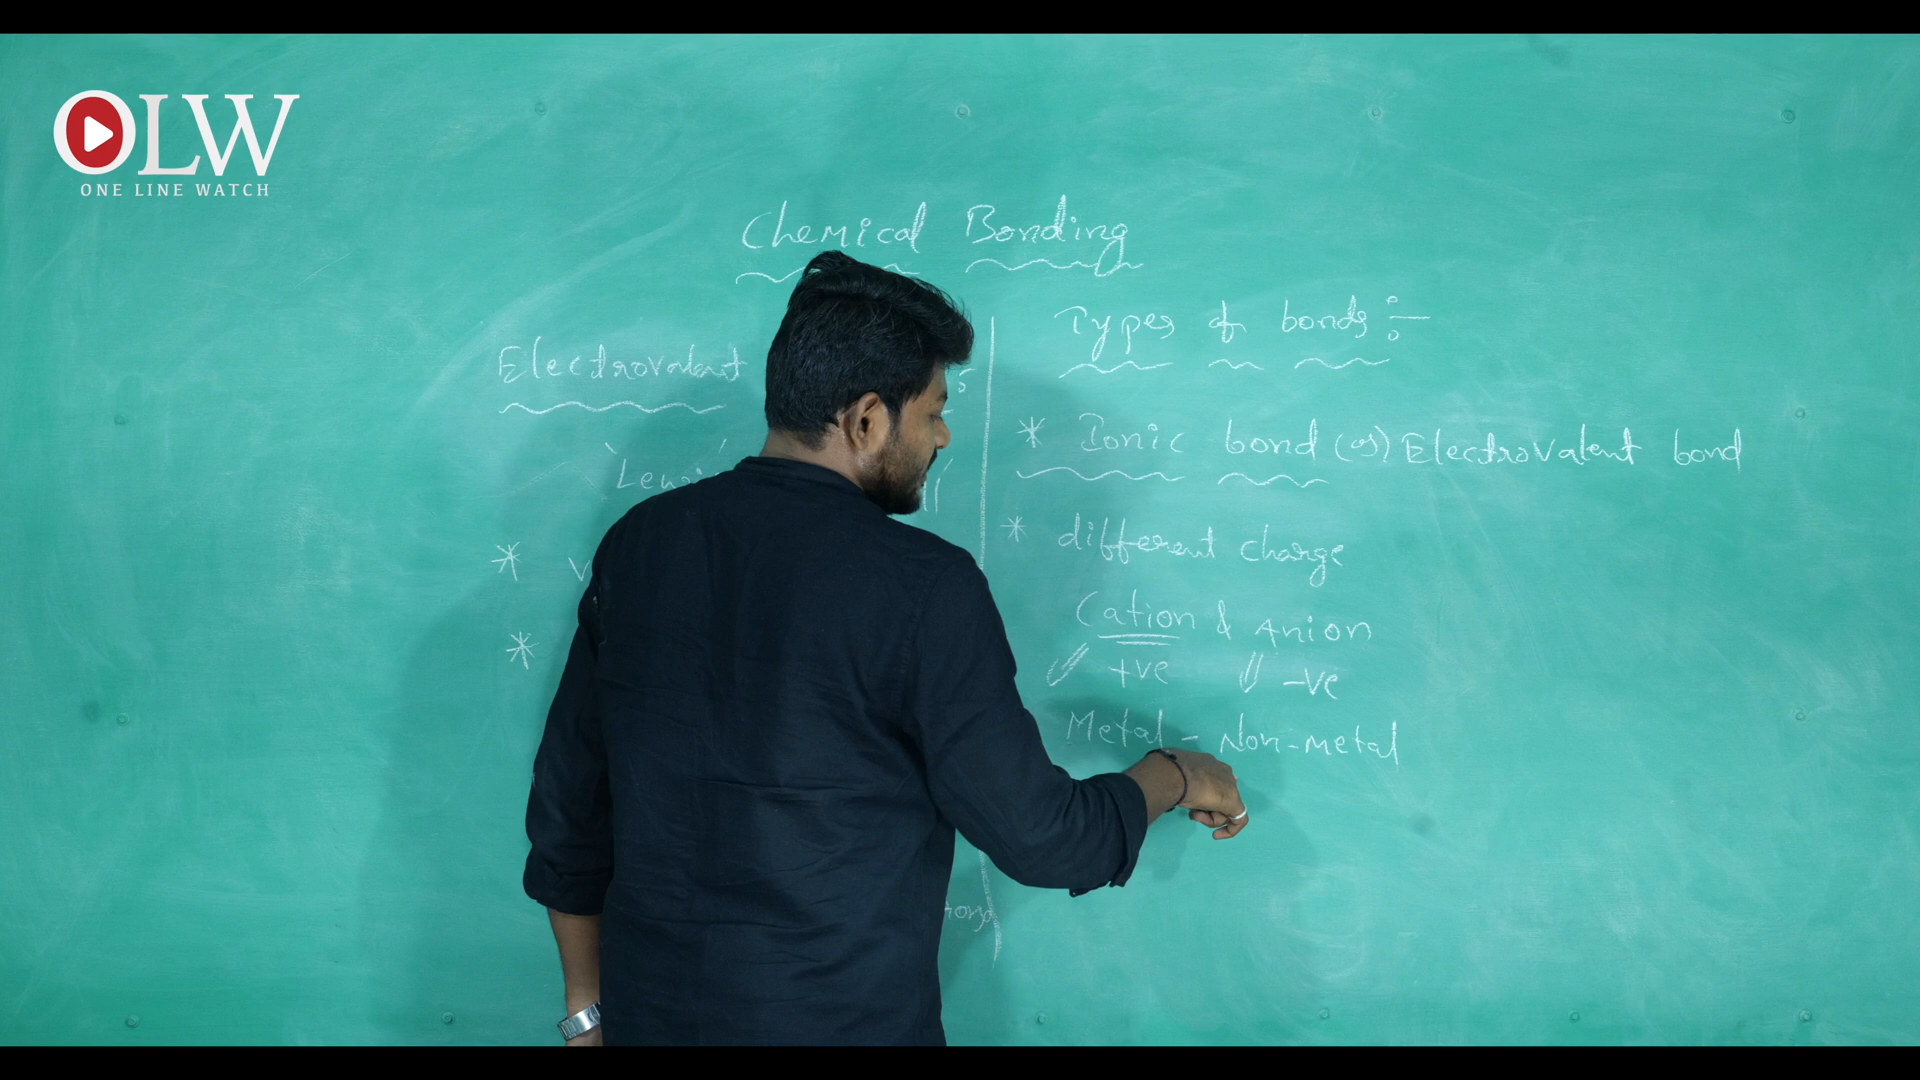 OLW
ONE LINE WATCH
Chemical Bonding
Electrovalent
*
*
Types of bonds :-
* Ionic bond (or) Electrovalent bond
* different charge
Cation & Anion
+ve -ve
Metal - Non-metal